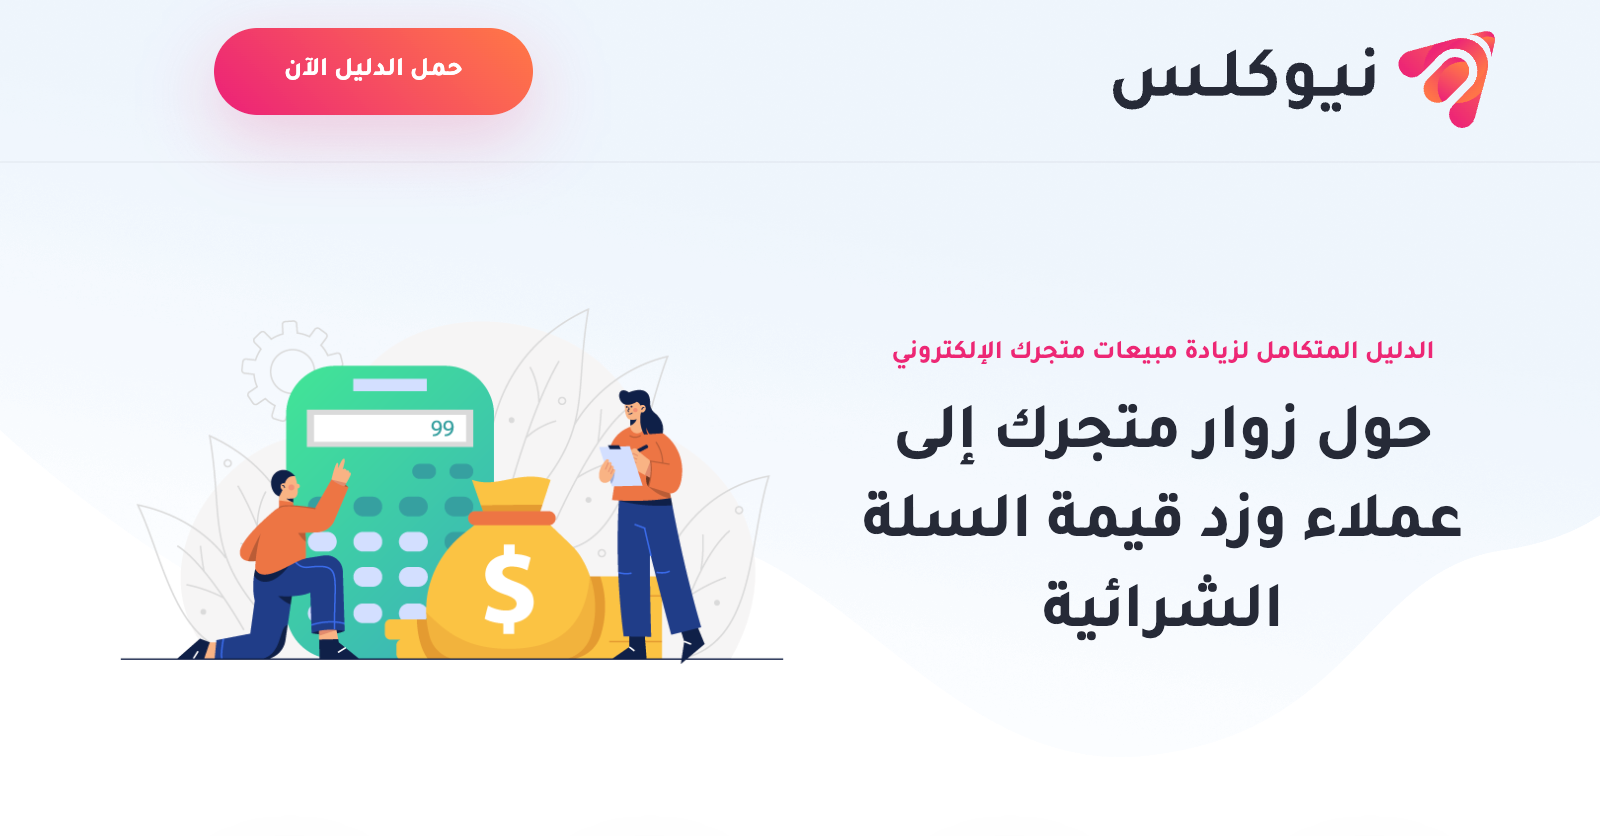 نيوكلس
حمل الدليل الآن
الدليل المتكامل لزيادة مبيعات متجرك الإلكتروني
حول زوار متجرك إلى
عملاء وزد قيمة السلة
الشرائية
99
$